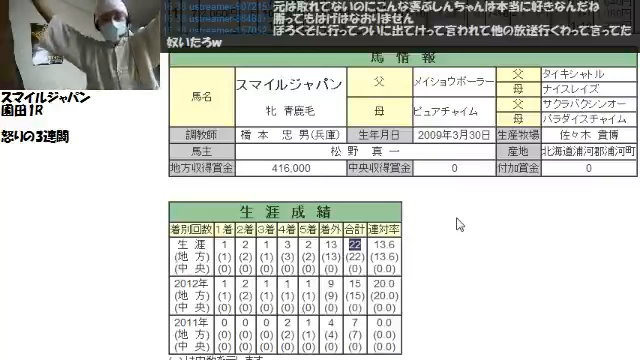 元は取れてないのにこんな喜ぶしんちゃんは本当に好きなんだね
勝ってもはげはなおりません
ぼろくそに行ってついに出てけって言われて他の放送行くわって言ってた
奴いたろw
スマイルジャパン
園田1R
怒りの3連闘
馬 情 報
馬名 スマイルジャパン 牝 青鹿毛 父 メイショウボーラー 父 タイキシャトル
母 ナイスレイズ
母 ピュアチャイム 父 サクラバクシンオー
母 パラダイスチャイム
調教師 橋 本 忠 男(兵庫) 生年月日 2009年3月30日 生産牧場 佐々木 貴博
馬主 松 野 真 一 産地 北海道浦河郡浦河町
地方収得賞金 416,000 中央収得賞金 0 付加賞金 0
生 涯 成 績
着別回数 1着 2着 3着 4着 5着 着外 合計 連対率
生 涯 1 2 1 3 2 13 22 13.6
(地 方) (1) (2) (1) (3) (2) (13) (22) (13.6)
(中 央) (0) (0) (0) (0) (0) (0) (0) (0.0)
2012年 1 2 1 1 1 9 15 20.0
(地 方) (1) (2) (1) (1) (1) (9) (15) (20.0)
(中 央) (0) (0) (0) (0) (0) (0) (0) (0.0)
2011年 0 0 0 2 1 4 7 0.0
(地 方) (0) (0) (0) (2) (1) (4) (7) (0.0)
(中 央) (0) (0) (0) (0) (0) (0) (0) (0.0)